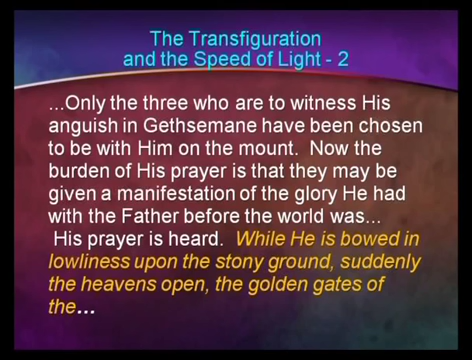 The Transfiguration
and the Speed of Light - 2
...Only the three who are to witness His
anguish in Gethsemane have been chosen
to be with Him on the mount.  Now the
burden of His prayer is that they may be
given a manifestation of the glory He had
with the Father before the world was...
His prayer is heard.  While He is bowed in
lowliness upon the stony ground, suddenly
the heavens open, the golden gates of
the...